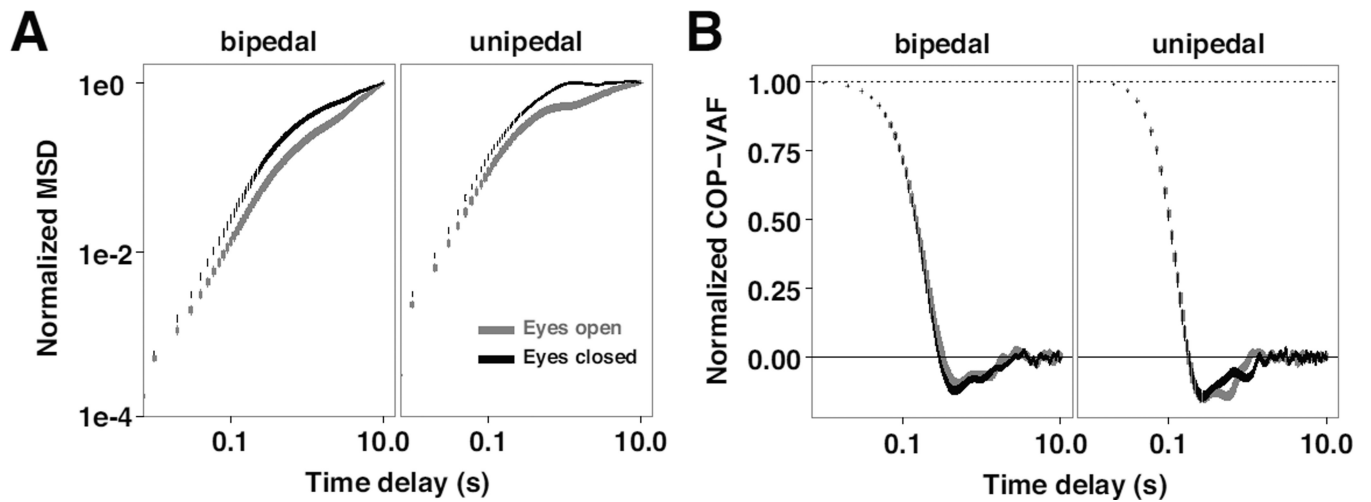 A
bipedal
unipedal
Normalized MSD
1e+0
1e-2
1e-4
Eyes open
Eyes closed
0.1
10.0
0.1
10.0
Time delay (s)
B
bipedal
unipedal
Normalized COP−VAF
1.00
0.75
0.50
0.25
0.00
0.1
10.0
0.1
10.0
Time delay (s)